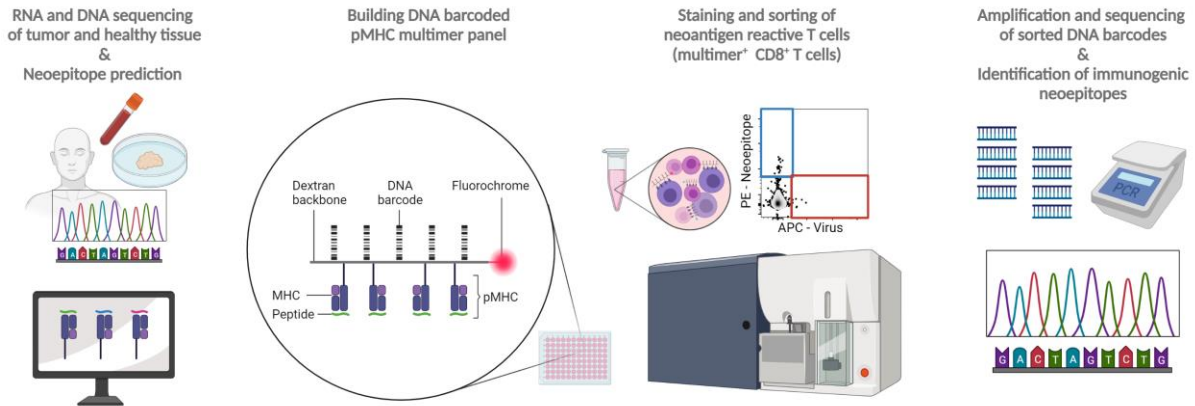 RNA and DNA sequencing
of tumor and healthy tissue
&
Neoepitope prediction
G A C T A G T C T G
Building DNA barcoded
pMHC multimer panel
Dextran
backbone
DNA
barcode
Fluorochrome
MHC
Peptide
pMHC
Staining and sorting of
neoantigen reactive T cells
(multimer⁺ CD8⁺ T cells)
PE - Neoepitope
APC - Virus
Amplification and sequencing
of sorted DNA barcodes
&
Identification of immunogenic
neoepitopes
PCR
G A C T A G T C T G